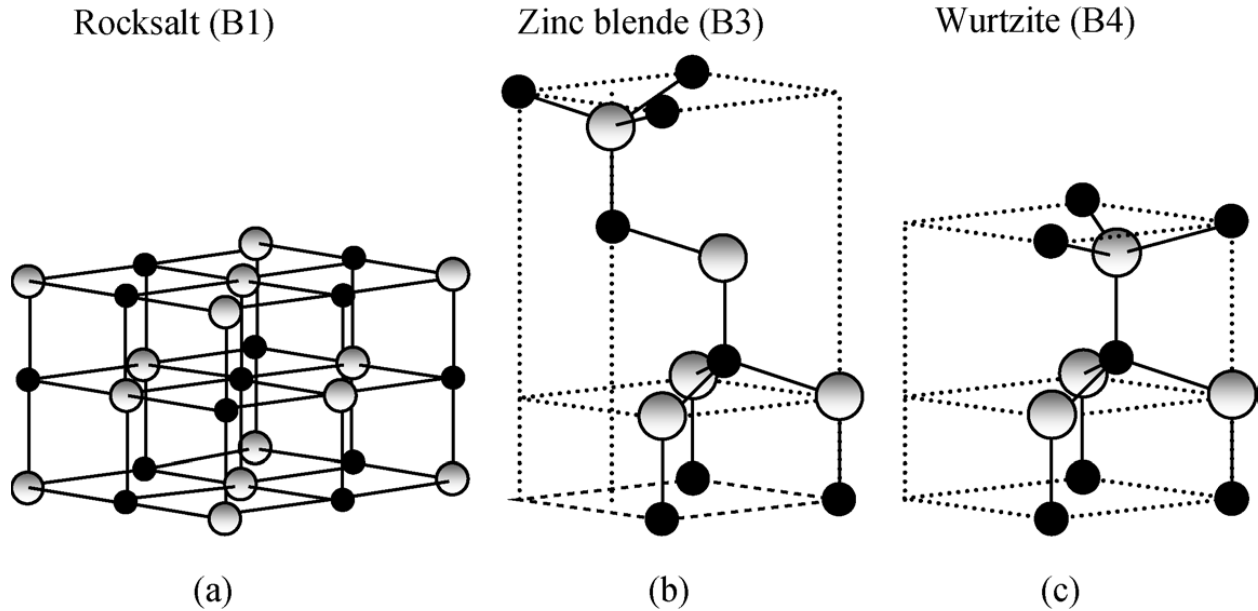 Rocksalt (B1)
Zinc blende (B3)
Wurtzite (B4)
(a)
(b)
(c)